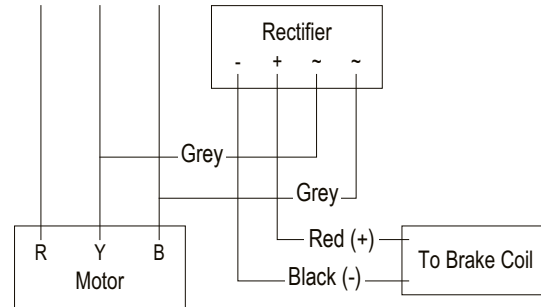 Rectifier
- + ~ ~
Grey
Grey
Red (+)
Black (-)
R Y B
Motor
To Brake Coil